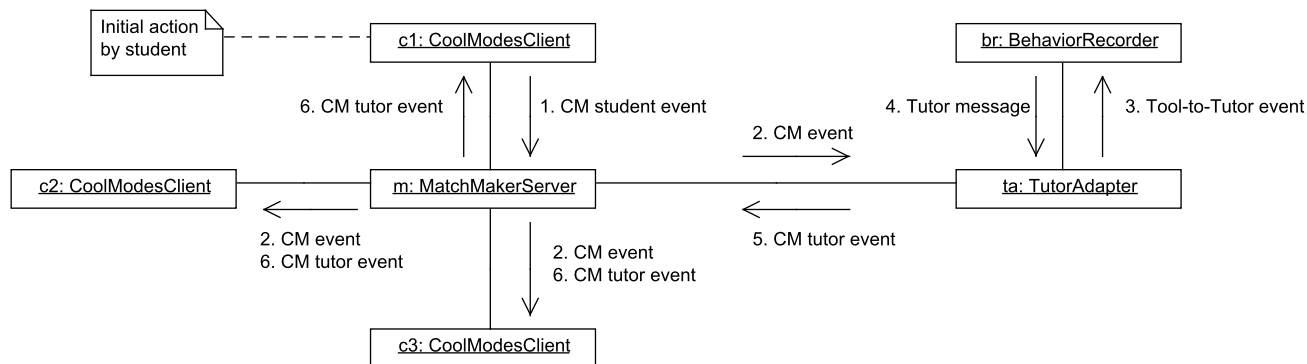 Initial action
by student
c1: CoolModesClient
br: BehaviorRecorder
6. CM tutor event
1. CM student event
4. Tutor message
3. Tool-to-Tutor event
2. CM event
c2: CoolModesClient
m: MatchMakerServer
ta: TutorAdapter
2. CM event
6. CM tutor event
2. CM event
6. CM tutor event
5. CM tutor event
c3: CoolModesClient